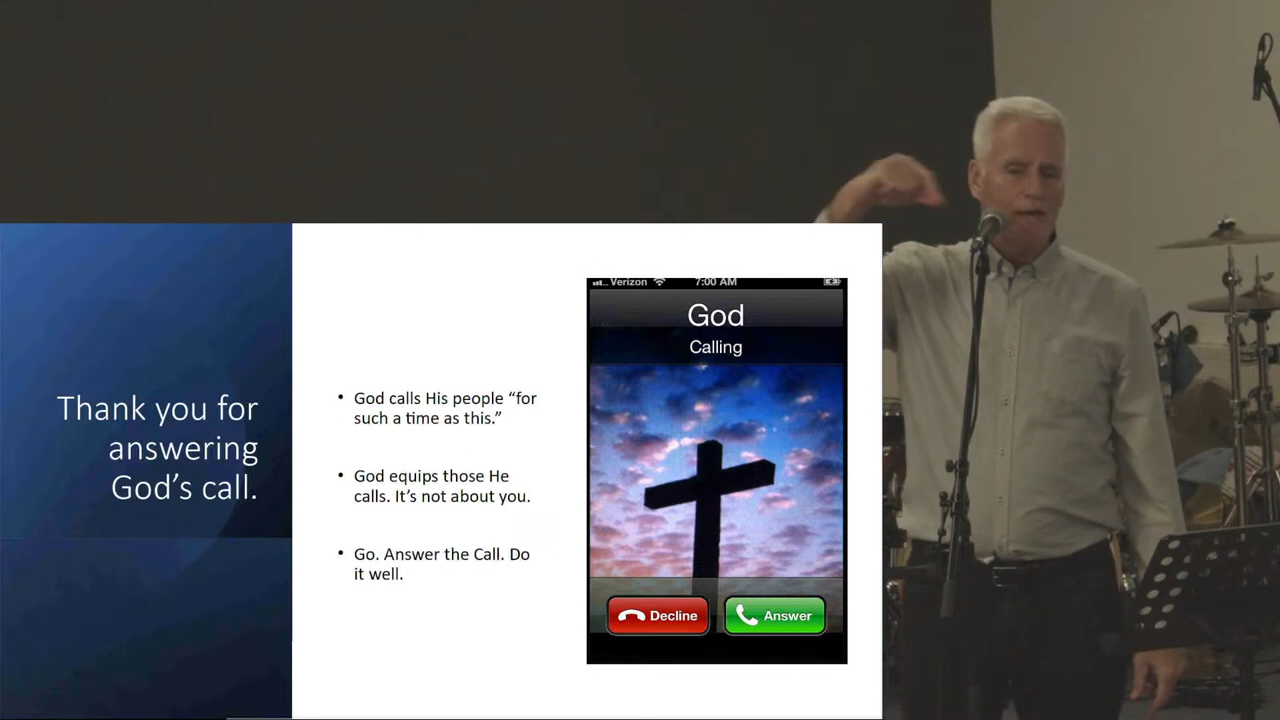 Thank you for
answering
God’s call.
• God calls His people “for
such a time as this.”
• God equips those He
calls. It’s not about you.
• Go. Answer the Call. Do
it well.
Verizon 7:00 AM
God
Calling
Decline Answer